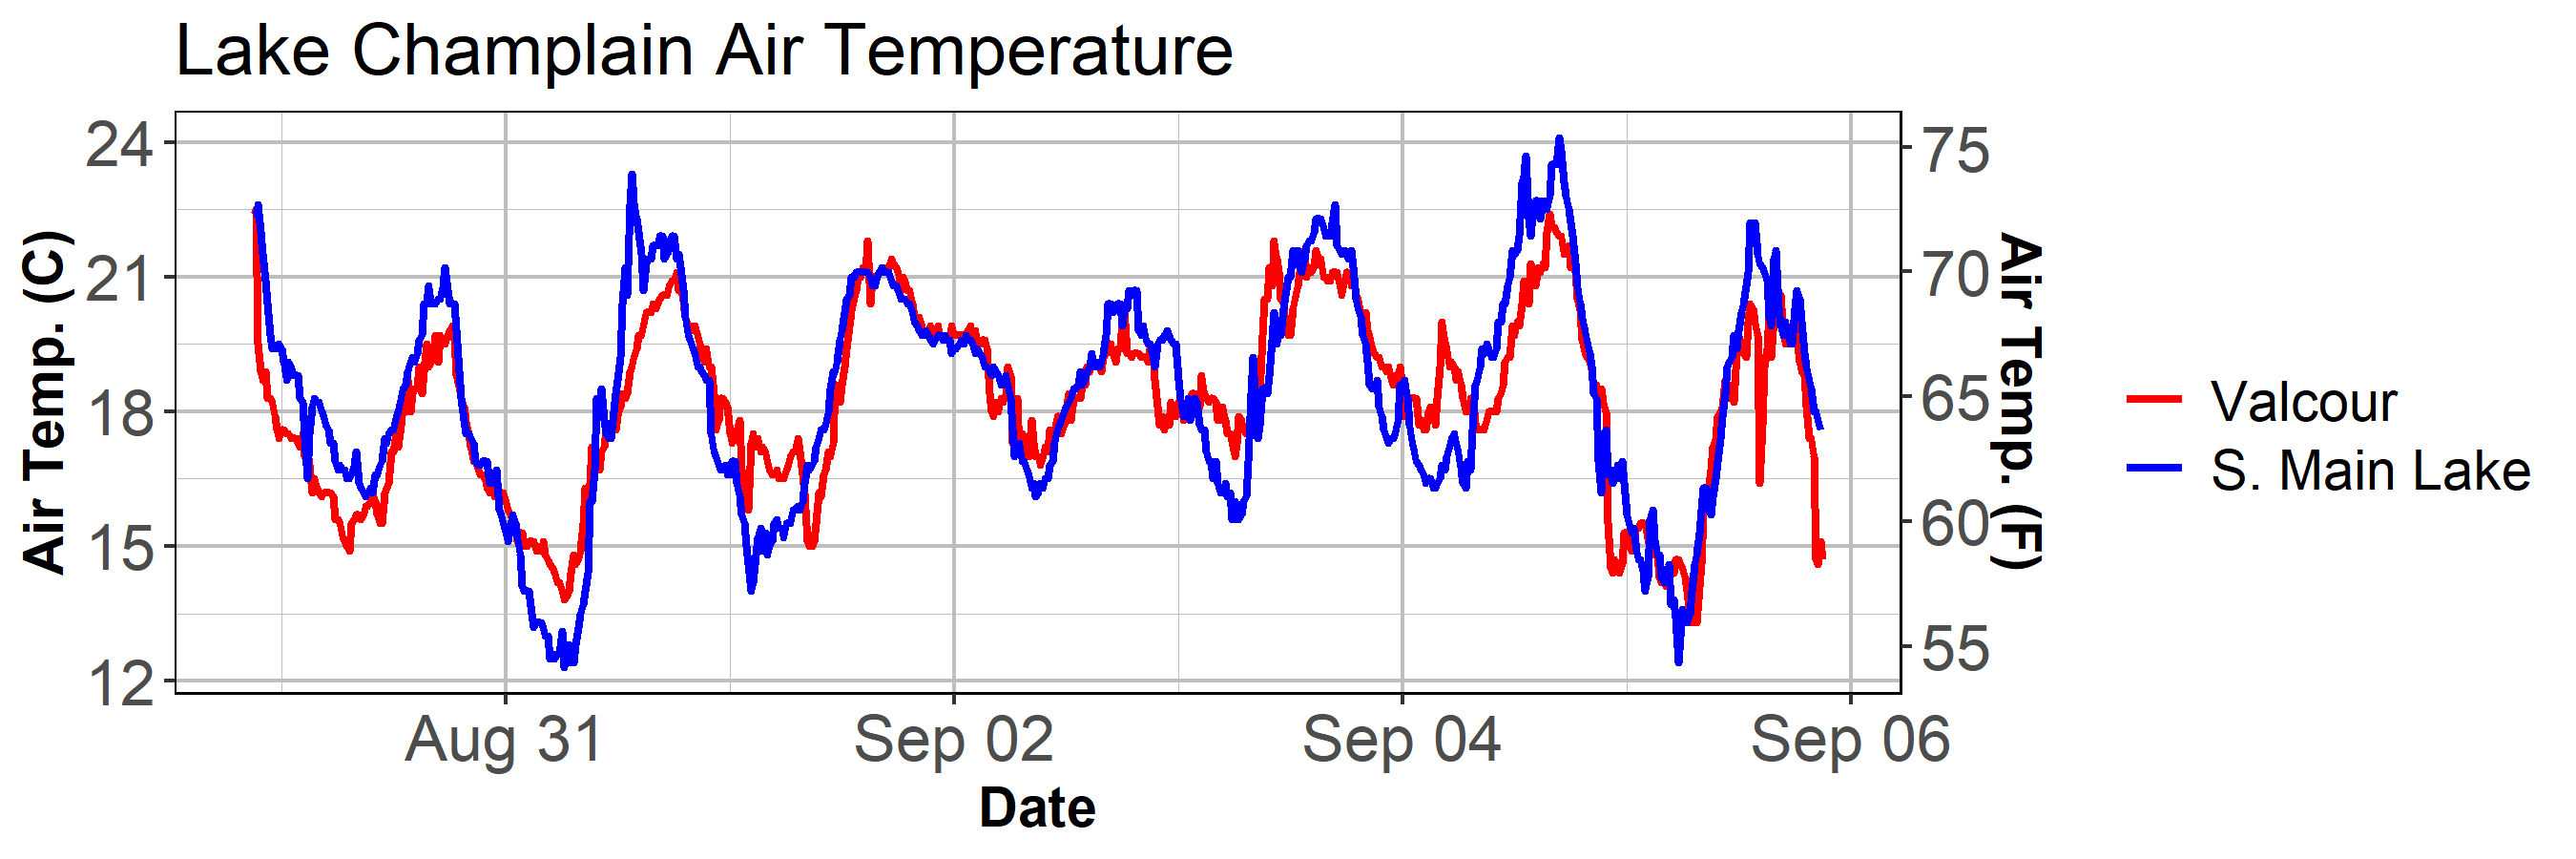 Lake Champlain Air Temperature
Air Temp. (C)
24
21
18
15
12
75
70
65
60
55
Air Temp. (F)
Aug 31
Sep 02
Sep 04
Sep 06
Date
Valcour
S. Main Lake